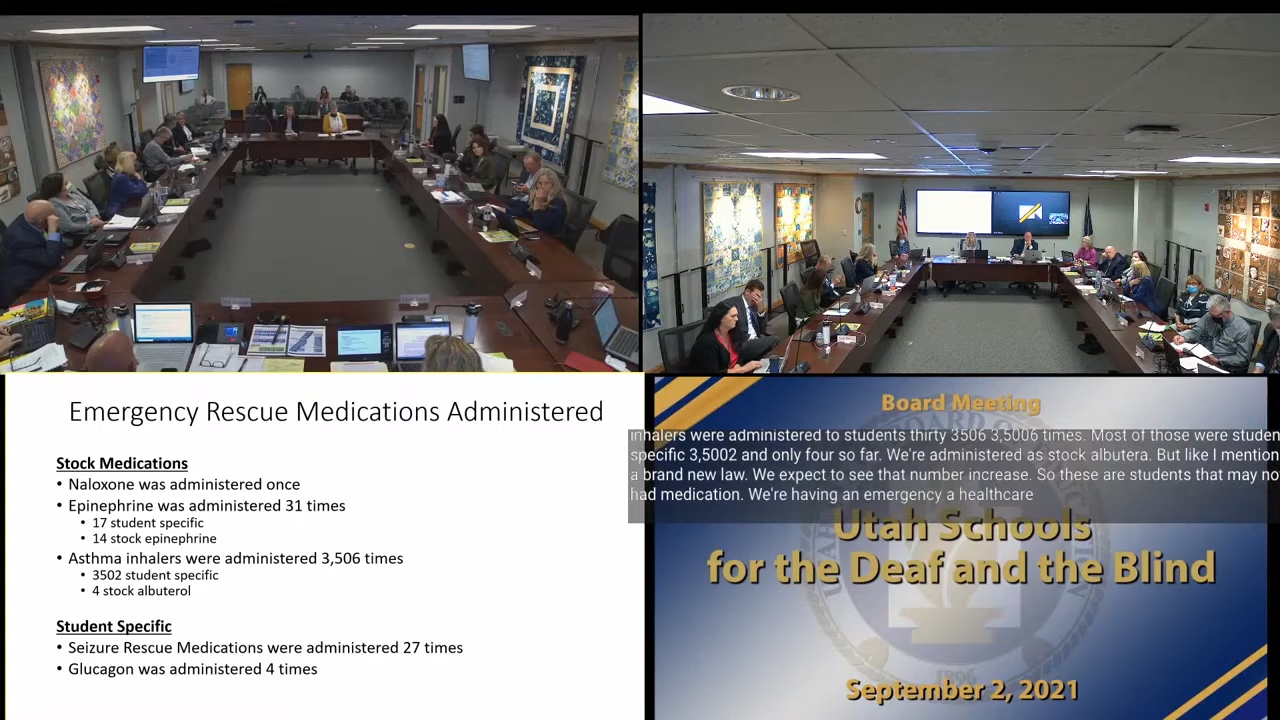 Emergency Rescue Medications Administered
Stock Medications
• Naloxone was administered once
• Epinephrine was administered 31 times
• 17 student specific
• 14 stock epinephrine
• Asthma inhalers were administered 3,506 times
• 3502 student specific
• 4 stock albuterol
Student Specific
• Seizure Rescue Medications were administered 27 times
• Glucagon was administered 4 times
Board Meeting
inhalers were administered to students thirty 3506 3,5006 times. Most of those were studen
specific 3,5002 and only four so far. We're administered as stock albutera. But like I mention
a brand new law. We expect to see that number increase. So these are students that may no
had medication. We're having an emergency a healthcare
Utah Schools
for the Deaf and the Blind
1896
September 2, 2021